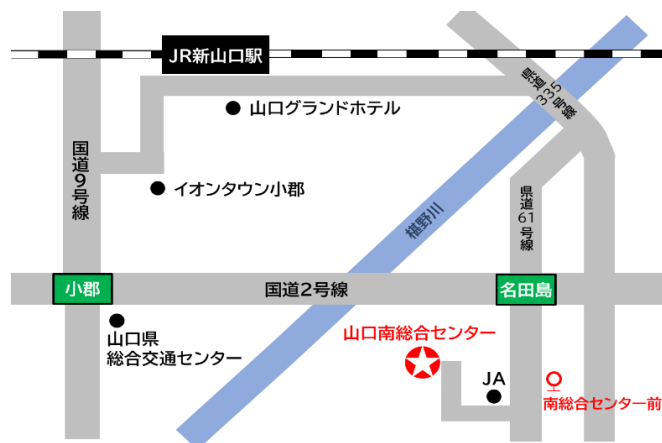 JR新山口駅
県道
335
号線
山口グランドホテル
国道9号線
イオンタウン小郡
県道61号線
椹野川
小郡
国道2号線
名田島
山口県
総合交通センター
山口南総合センター
JA
南総合センター前